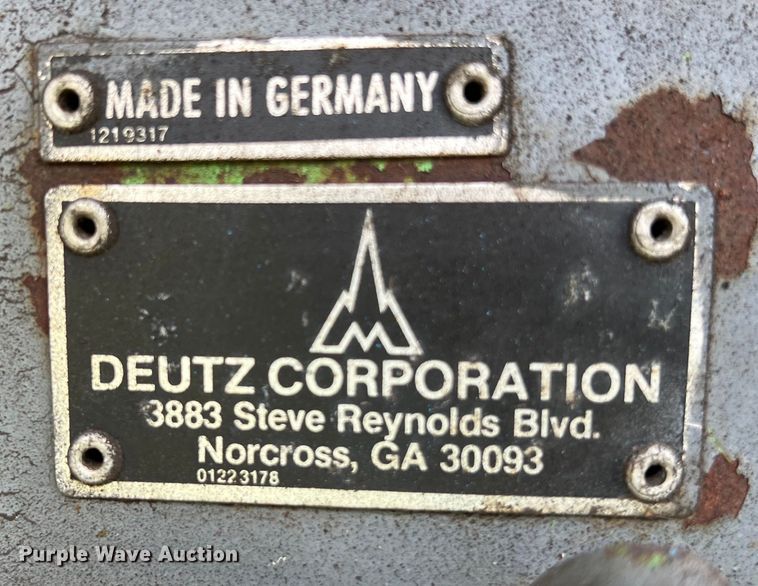 MADE IN GERMANY
1219317
DEUTZ CORPORATION
3883 Steve Reynolds Blvd.
Norcross, GA 30093
01223178
Purple Wave Auction